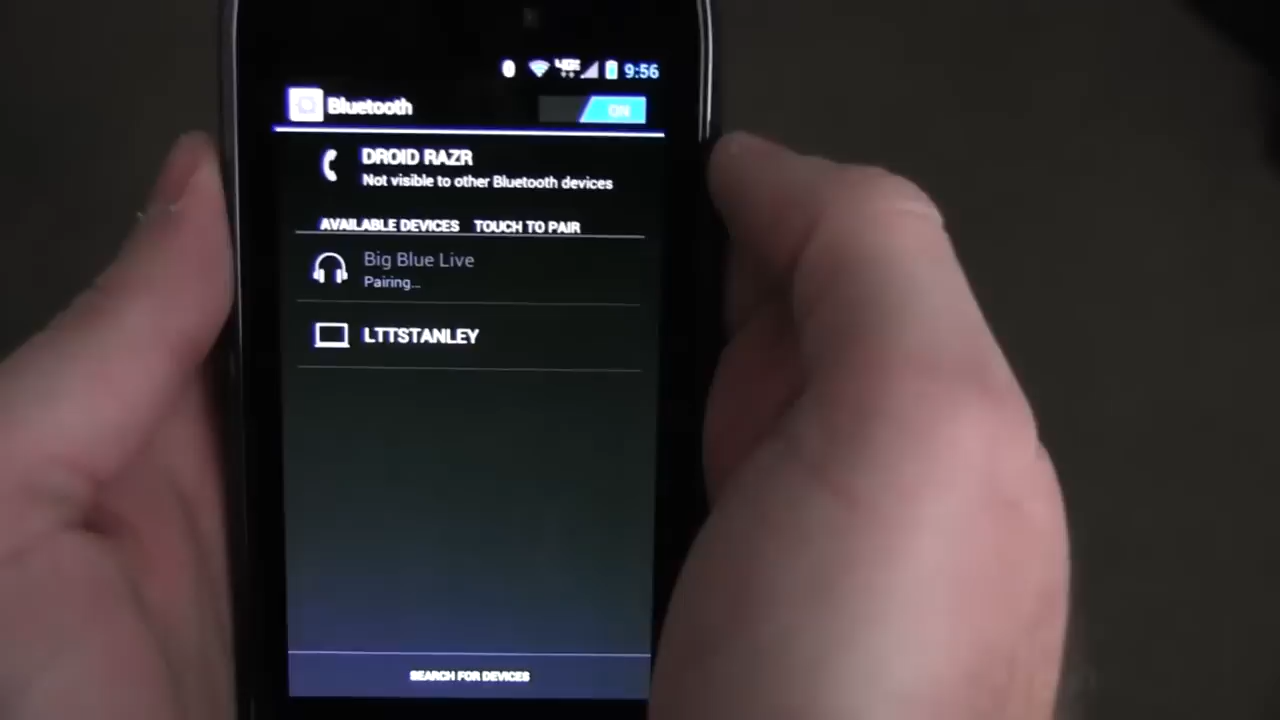 9:56
Bluetooth ON
DROID RAZR
Not visible to other Bluetooth devices
AVAILABLE DEVICES TOUCH TO PAIR
Big Blue Live
Pairing...
LTTSTANLEY
SEARCH FOR DEVICES